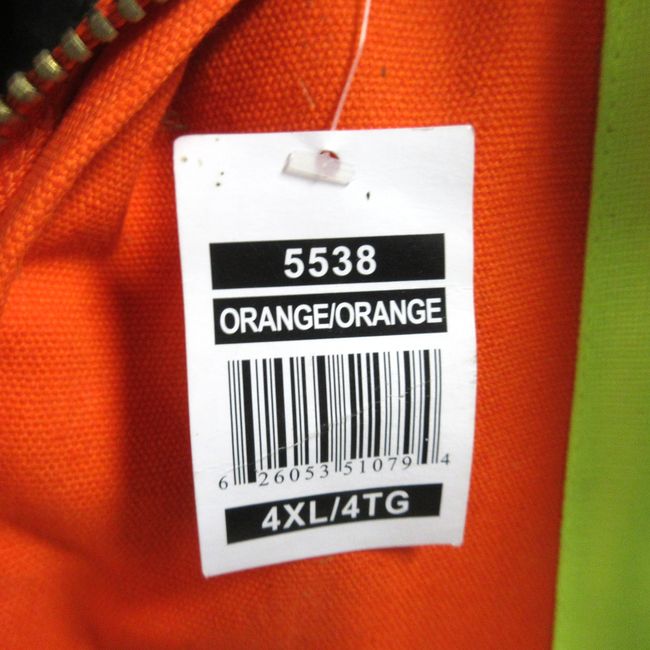 5538
ORANGE/ORANGE
6 26053 51079 4
4XL/4TG